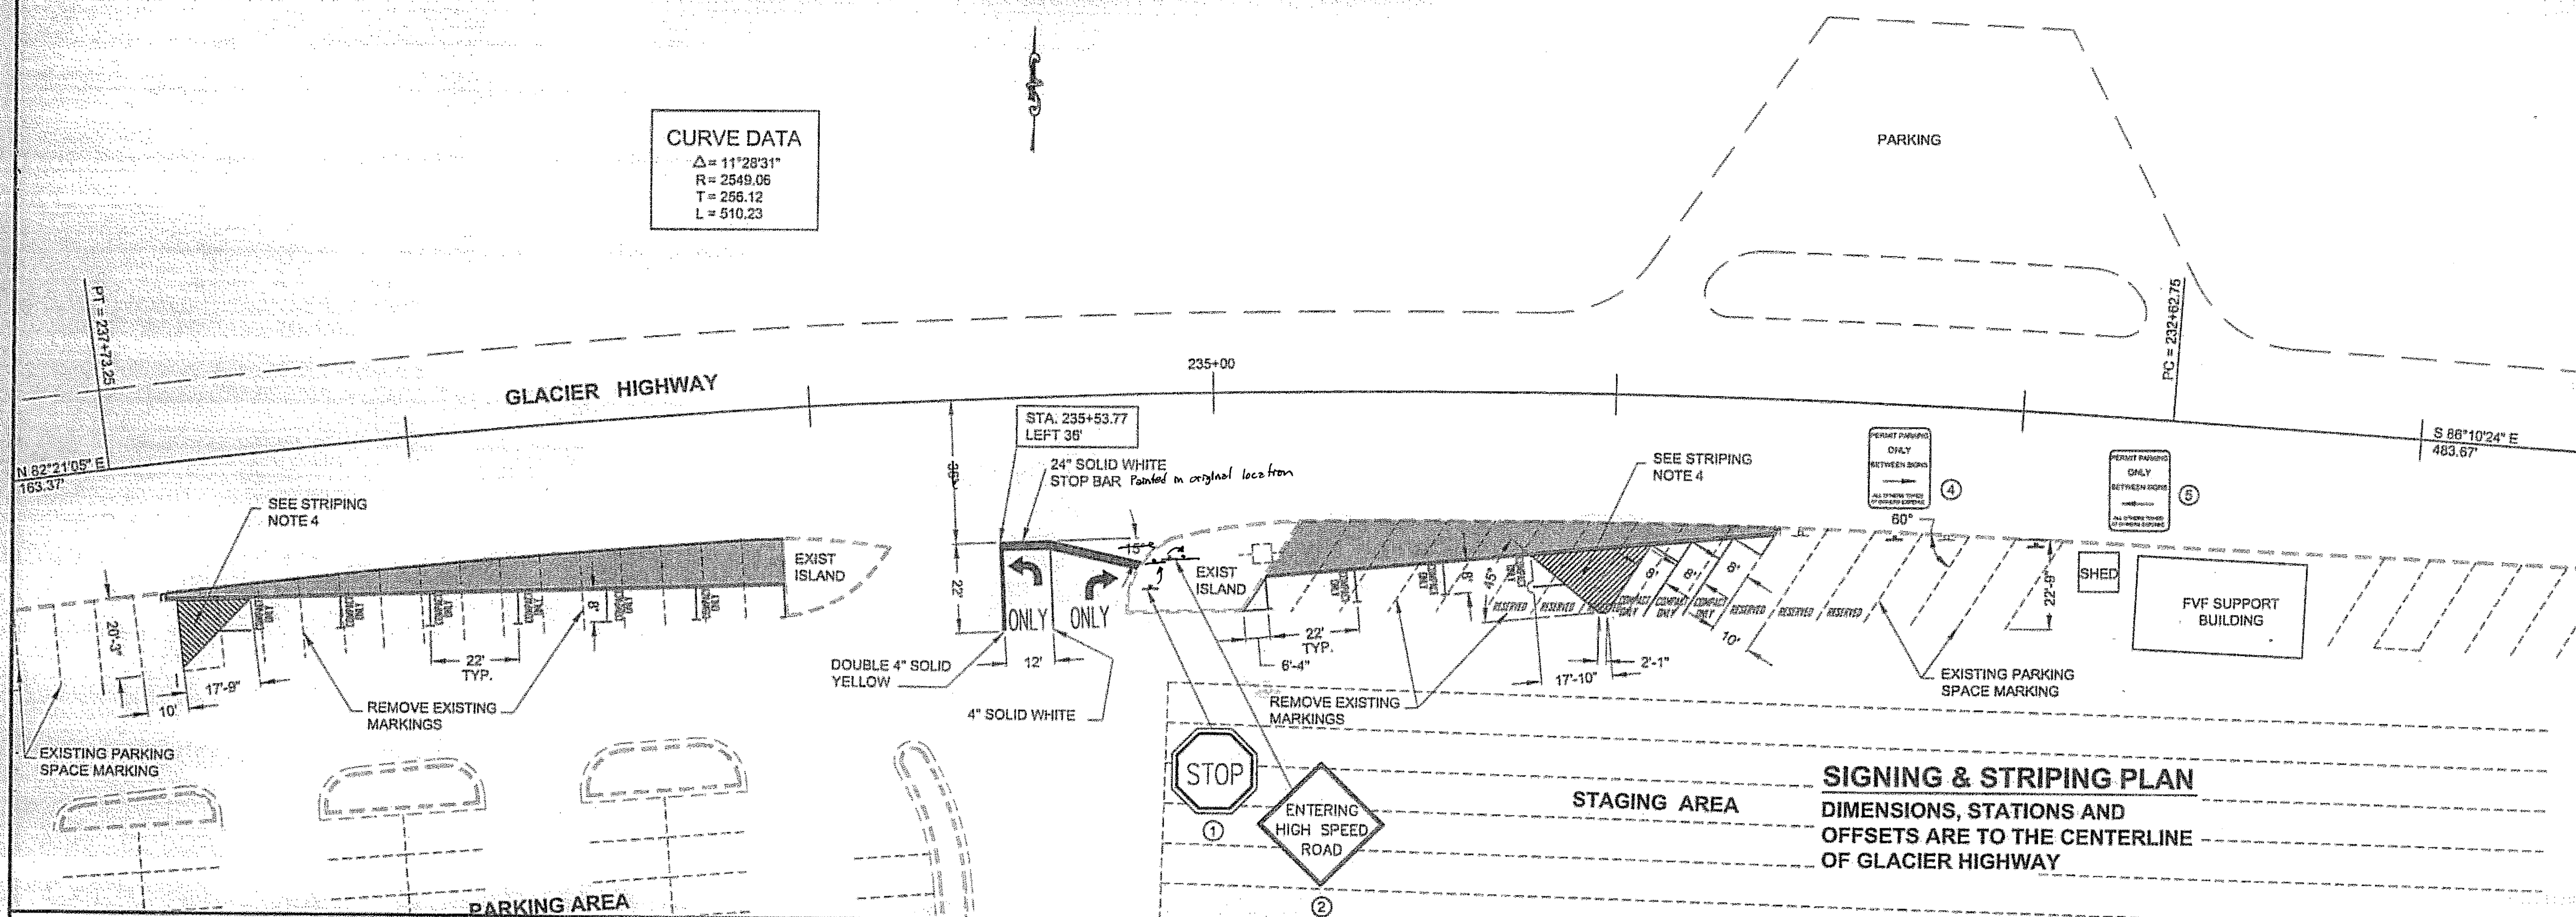 CURVE DATA
Δ= 11°28'31"
R= 2549.06
T= 256.12
L= 510.23
PARKING
PT = 237+73.25
PC = 232+62.75
GLACIER HIGHWAY
235+00
N 82°21'05" E
163.37'
S 86°10'24" E
483.67'
STA. 235+53.77
LEFT 36'
36'
24" SOLID WHITE
STOP BAR Painted in original location
SEE STRIPING
NOTE 4
SEE STRIPING
NOTE 4
PERMIT PARKING
ONLY
BETWEEN SIGNS
4
PERMIT PARKING
ONLY
BETWEEN SIGNS
5
60°
EXIST
ISLAND
15°
EXIST
ISLAND
22'
ONLY
ONLY
COMPACT
ONLY
COMPACT
ONLY
COMPACT
ONLY
8'
8'
8'
8'
8'
15°
RESERVED
RESERVED
COMPACT
ONLY
COMPACT
ONLY
COMPACT
ONLY
RESERVED
RESERVED
RESERVED
SHED
22'-9"
FVF SUPPORT
BUILDING
20'-3"
17'-9"
10'
22'
TYP.
REMOVE EXISTING
MARKINGS
DOUBLE 4" SOLID
YELLOW
12'
4" SOLID WHITE
22'
TYP.
6'-4"
REMOVE EXISTING
MARKINGS
17'-10"
2'-1"
10'
EXISTING PARKING
SPACE MARKING
EXISTING PARKING
SPACE MARKING
STOP
1
ENTERING
HIGH SPEED
ROAD
2
STAGING AREA
SIGNING & STRIPING PLAN
DIMENSIONS, STATIONS AND
OFFSETS ARE TO THE CENTERLINE
OF GLACIER HIGHWAY
PARKING AREA